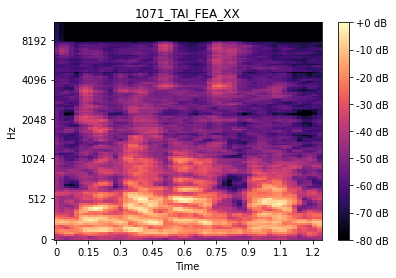 1071_TAI_FEA_XX
+0 dB
8192
-10 dB
4096
-20 dB
-30 dB
2048
Hz
-40 dB
1024
-50 dB
512
-60 dB
-70 dB
0
-80 dB
0 0.15 0.3 0.45 0.6 0.75 0.9 1.1 1.2
Time